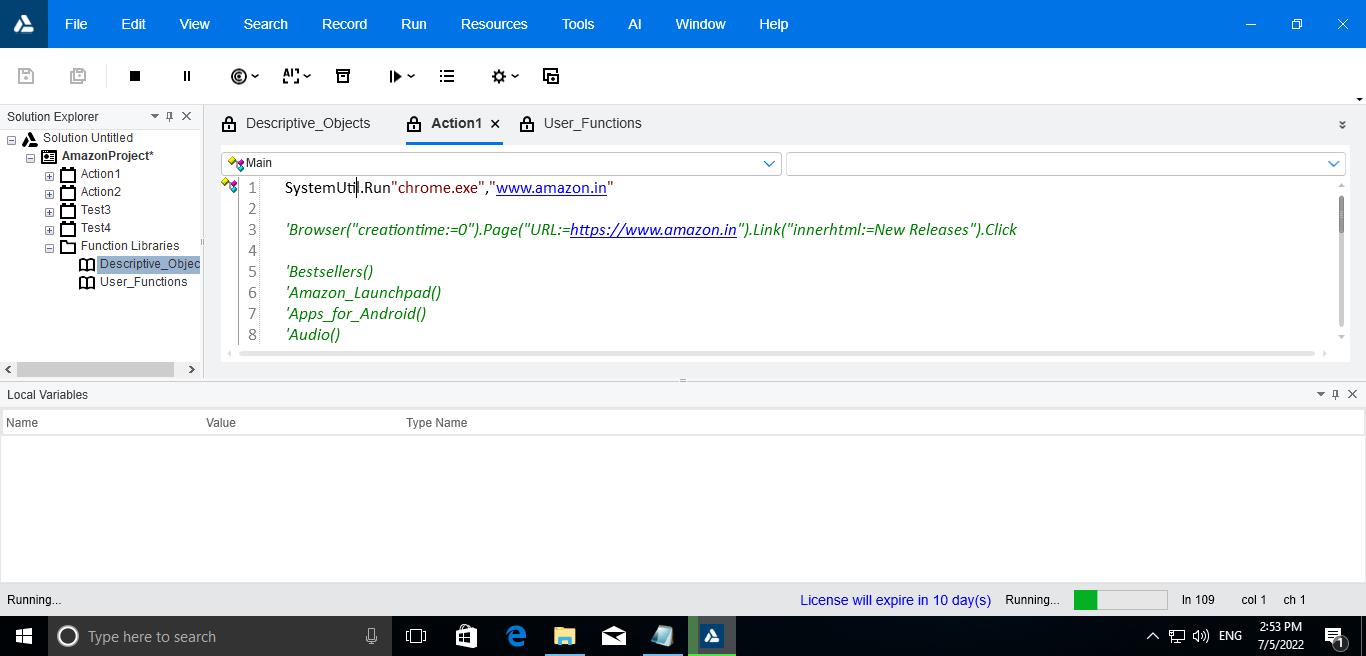 File Edit View Search Record Run Resources Tools AI Window Help
AI
Solution Explorer
Solution Untitled
AmazonProject*
Action1
Action2
Test3
Test4
Function Libraries
Descriptive_Objec
User_Functions
Descriptive_Objects Action1 User_Functions
Main
1 SystemUtil.Run"chrome.exe","www.amazon.in"
2
3 'Browser("creationtime:=0").Page("URL:=https://www.amazon.in").Link("innerhtml:=New Releases").Click
4
5 'Bestsellers()
6 'Amazon_Launchpad()
7 'Apps_for_Android()
8 'Audio()
Local Variables
Name Value Type Name
Running... License will expire in 10 day(s) Running... ln 109 col 1 ch 1
Type here to search ENG 2:53 PM
7/5/2022 1